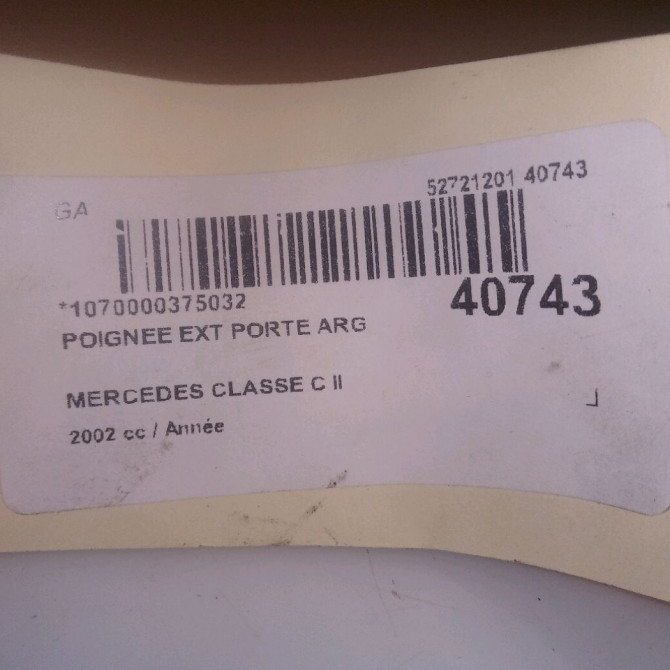 GA
52721201 40743
*1070000375032
40743
POIGNEE EXT PORTE ARG
MERCEDES CLASSE C II
2002 cc / Année